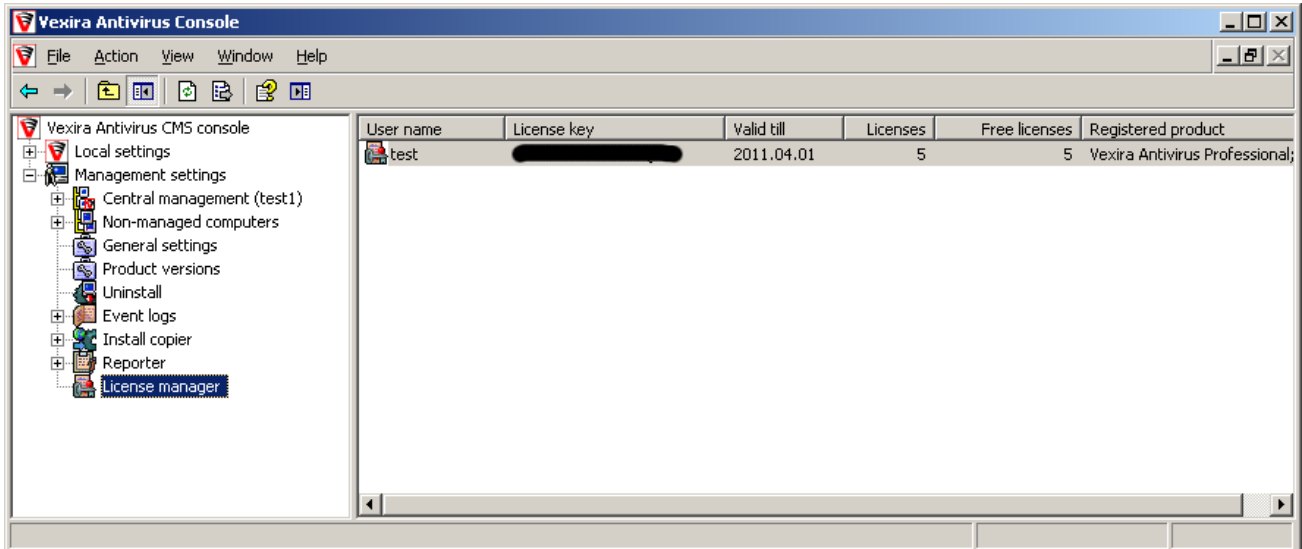 Vexira Antivirus Console
File Action View Window Help
Vexira Antivirus CMS console
Local settings
Management settings
Central management (test1)
Non-managed computers
General settings
Product versions
Uninstall
Event logs
Install copier
Reporter
License manager
User name License key Valid till Licenses Free licenses Registered product
test 2011.04.01 5 5 Vexira Antivirus Professional;